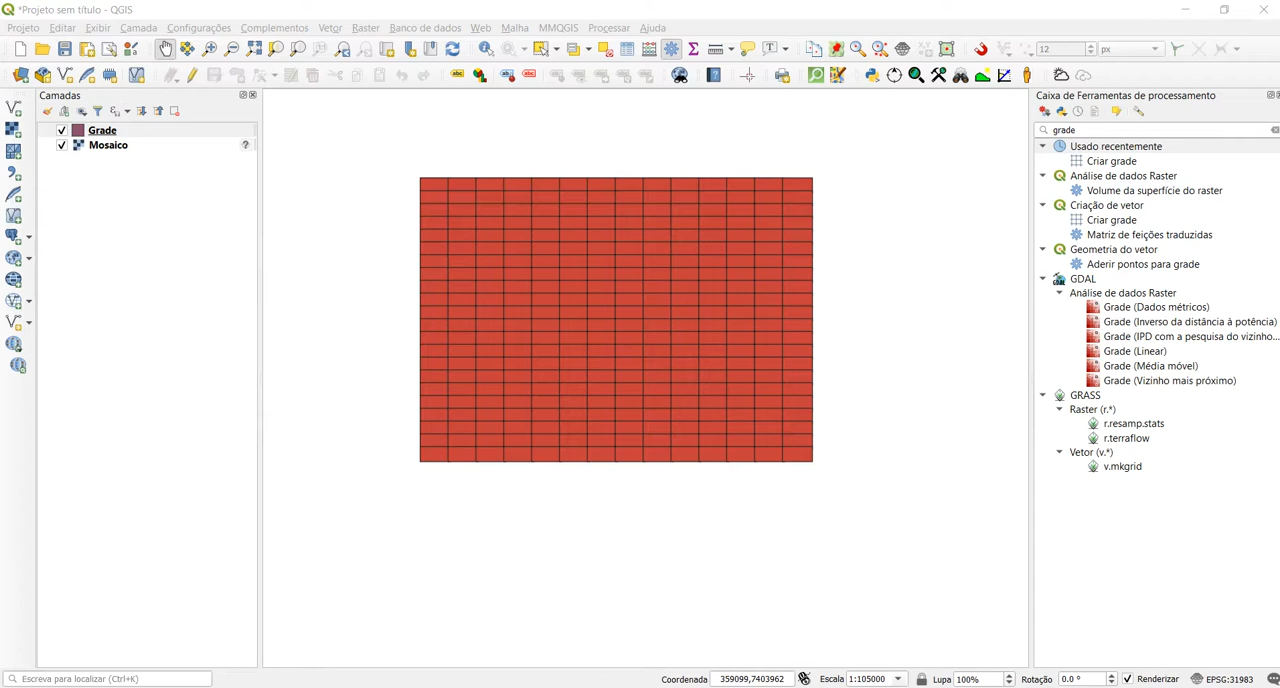 *Projeto sem título - QGIS
Projeto Editar Exibir Camada Configurações Complementos Vetor Raster Banco de dados Web Malha MMQGIS Processar Ajuda
12 px
abc abc abc
Camadas
Grade
Mosaico ?
Caixa de Ferramentas de processamento
grade
Usado recentemente
Criar grade
Análise de dados Raster
Volume da superfície do raster
Criação de vetor
Criar grade
Matriz de feições traduzidas
Geometria do vetor
Aderir pontos para grade
GDAL
Análise de dados Raster
Grade (Dados métricos)
Grade (Inverso da distância à potência)
Grade (IPD com a pesquisa do vizinho...
Grade (Linear)
Grade (Média móvel)
Grade (Vizinho mais próximo)
GRASS
Raster (r.*)
r.resamp.stats
r.terraflow
Vetor (v.*)
v.mkgrid
Escreva para localizar (Ctrl+K) Coordenada 359099,7403962 Escala 1:105000 Lupa 100% Rotação 0.0 ° Renderizar EPSG:31983